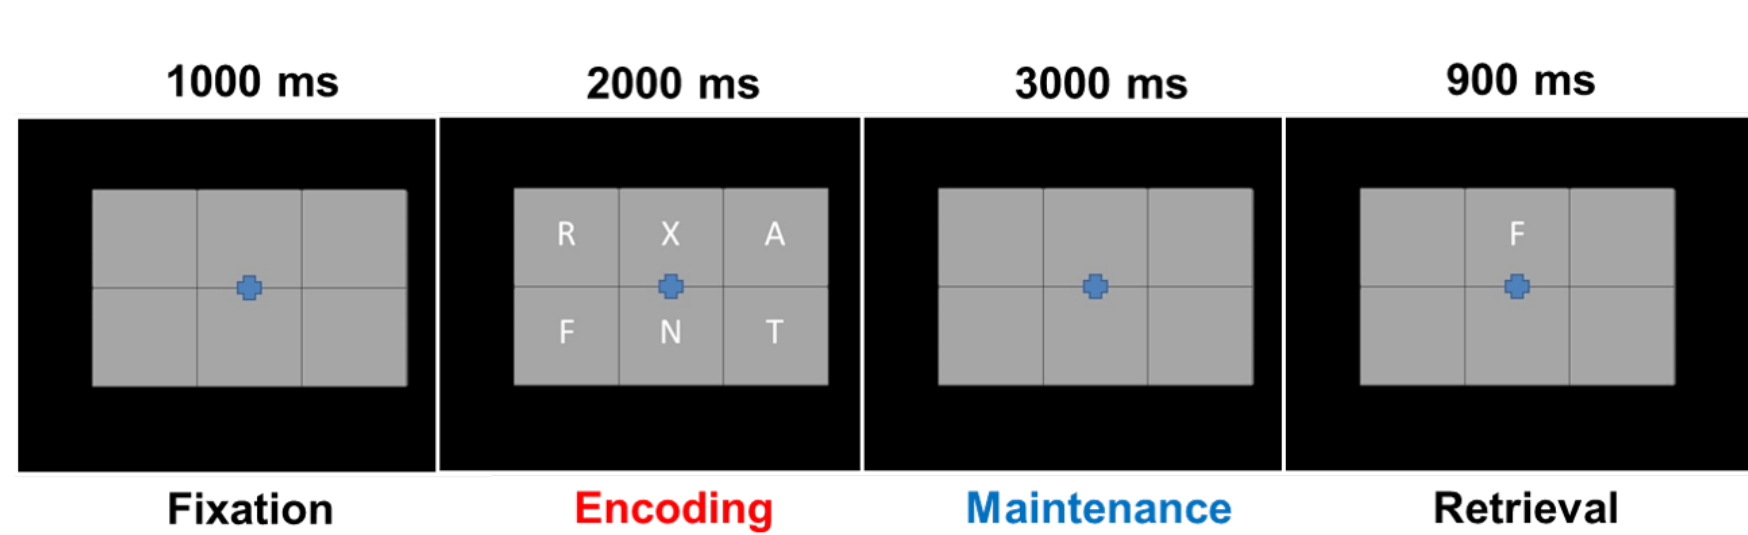 1000 ms 2000 ms 3000 ms 900 ms
R X A F
F N T
Fixation Encoding Maintenance Retrieval